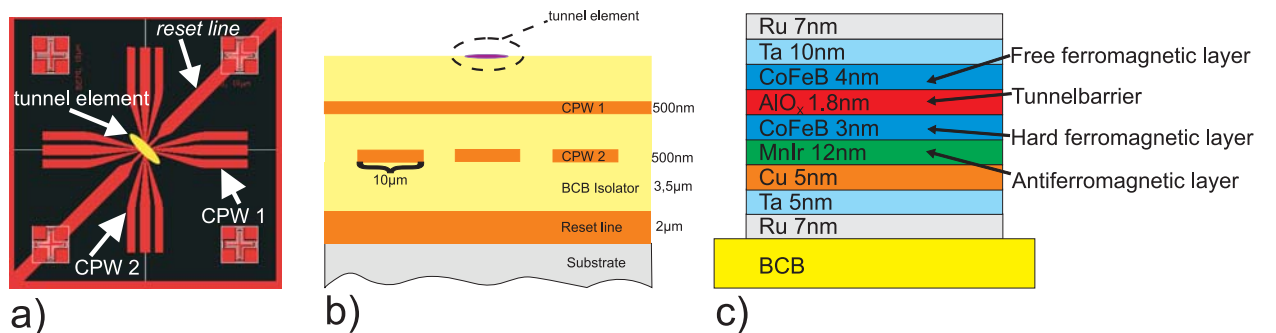 reset line
tunnel element
CPW 1
CPW 2
a)
tunnel element
CPW 1
500nm
CPW 2
500nm
10µm
BCB Isolator
3,5µm
Reset line
2µm
Substrate
b)
Ru 7nm
Ta 10nm
CoFeB 4nm
AlOx 1.8nm
CoFeB 3nm
MnIr 12nm
Cu 5nm
Ta 5nm
Ru 7nm
BCB
Free ferromagnetic layer
Tunnelbarrier
Hard ferromagnetic layer
Antiferromagnetic layer
c)